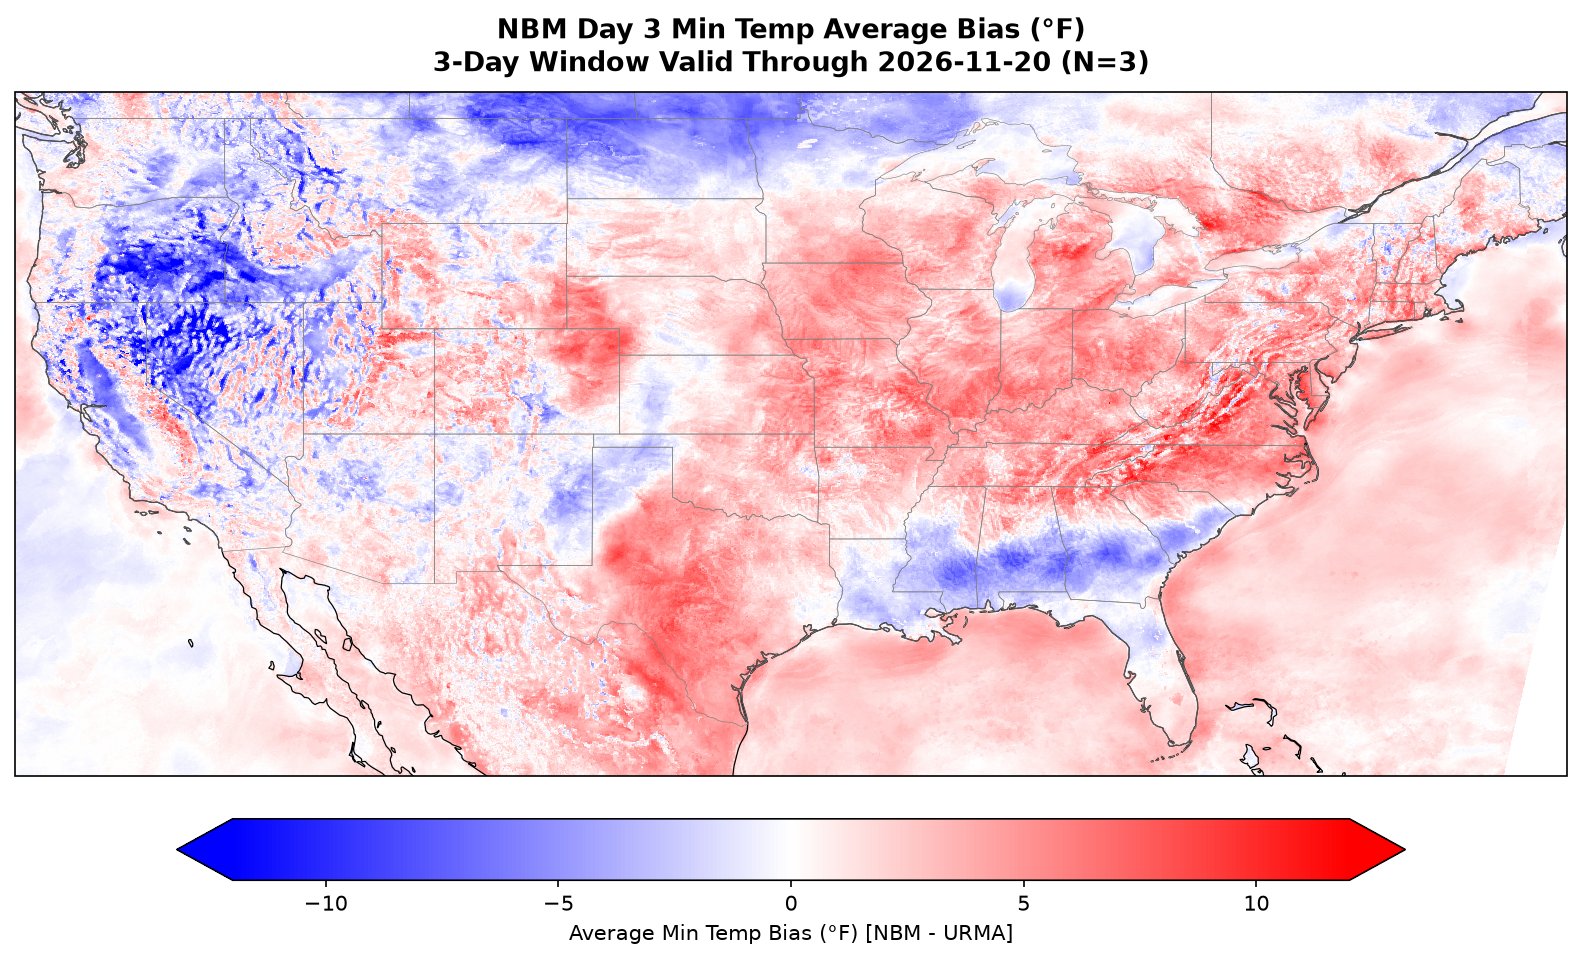 NBM Day 3 Min Temp Average Bias (°F)
3-Day Window Valid Through 2026-11-20 (N=3)
−10 −5 0 5 10
Average Min Temp Bias (°F) [NBM - URMA]